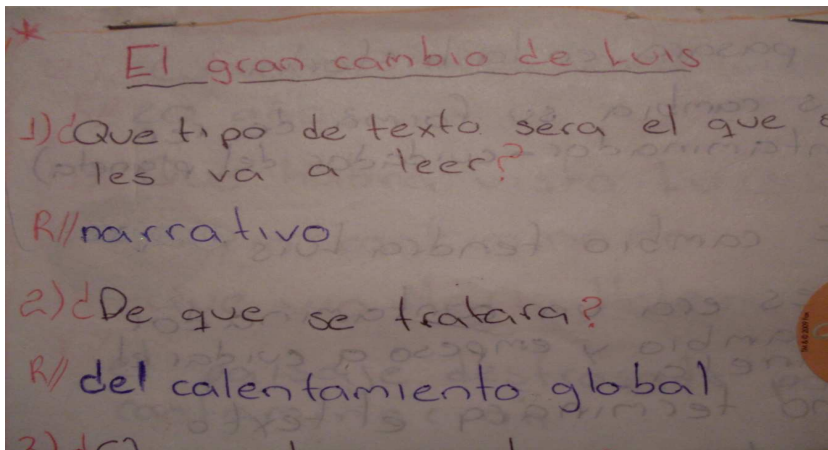 *
El gran cambio de Luis
1) ¿Que tipo de texto sera el que
les va a leer?
R// narrativo
2) ¿De que se tratara?
R// del calentamiento global
3) ¿